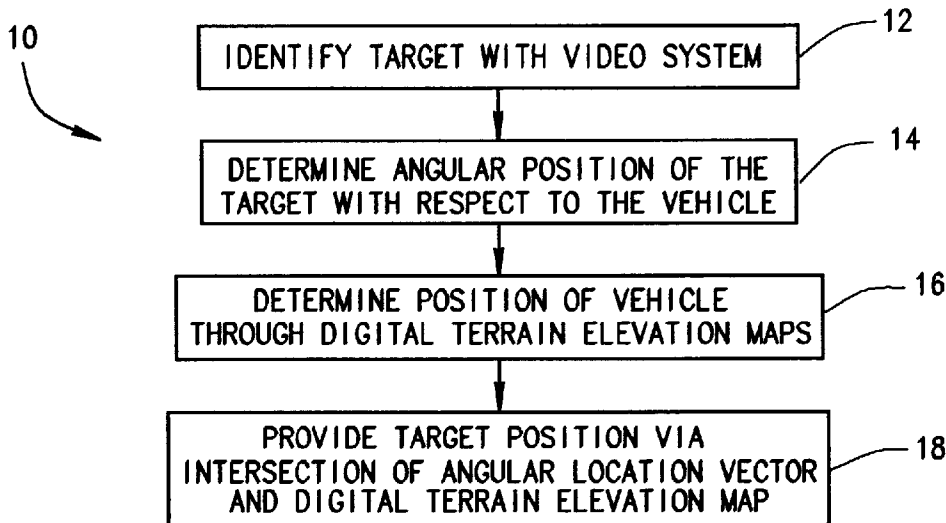 10
12
IDENTIFY TARGET WITH VIDEO SYSTEM
14
DETERMINE ANGULAR POSITION OF THE
TARGET WITH RESPECT TO THE VEHICLE
16
DETERMINE POSITION OF VEHICLE
THROUGH DIGITAL TERRAIN ELEVATION MAPS
18
PROVIDE TARGET POSITION VIA
INTERSECTION OF ANGULAR LOCATION VECTOR
AND DIGITAL TERRAIN ELEVATION MAP